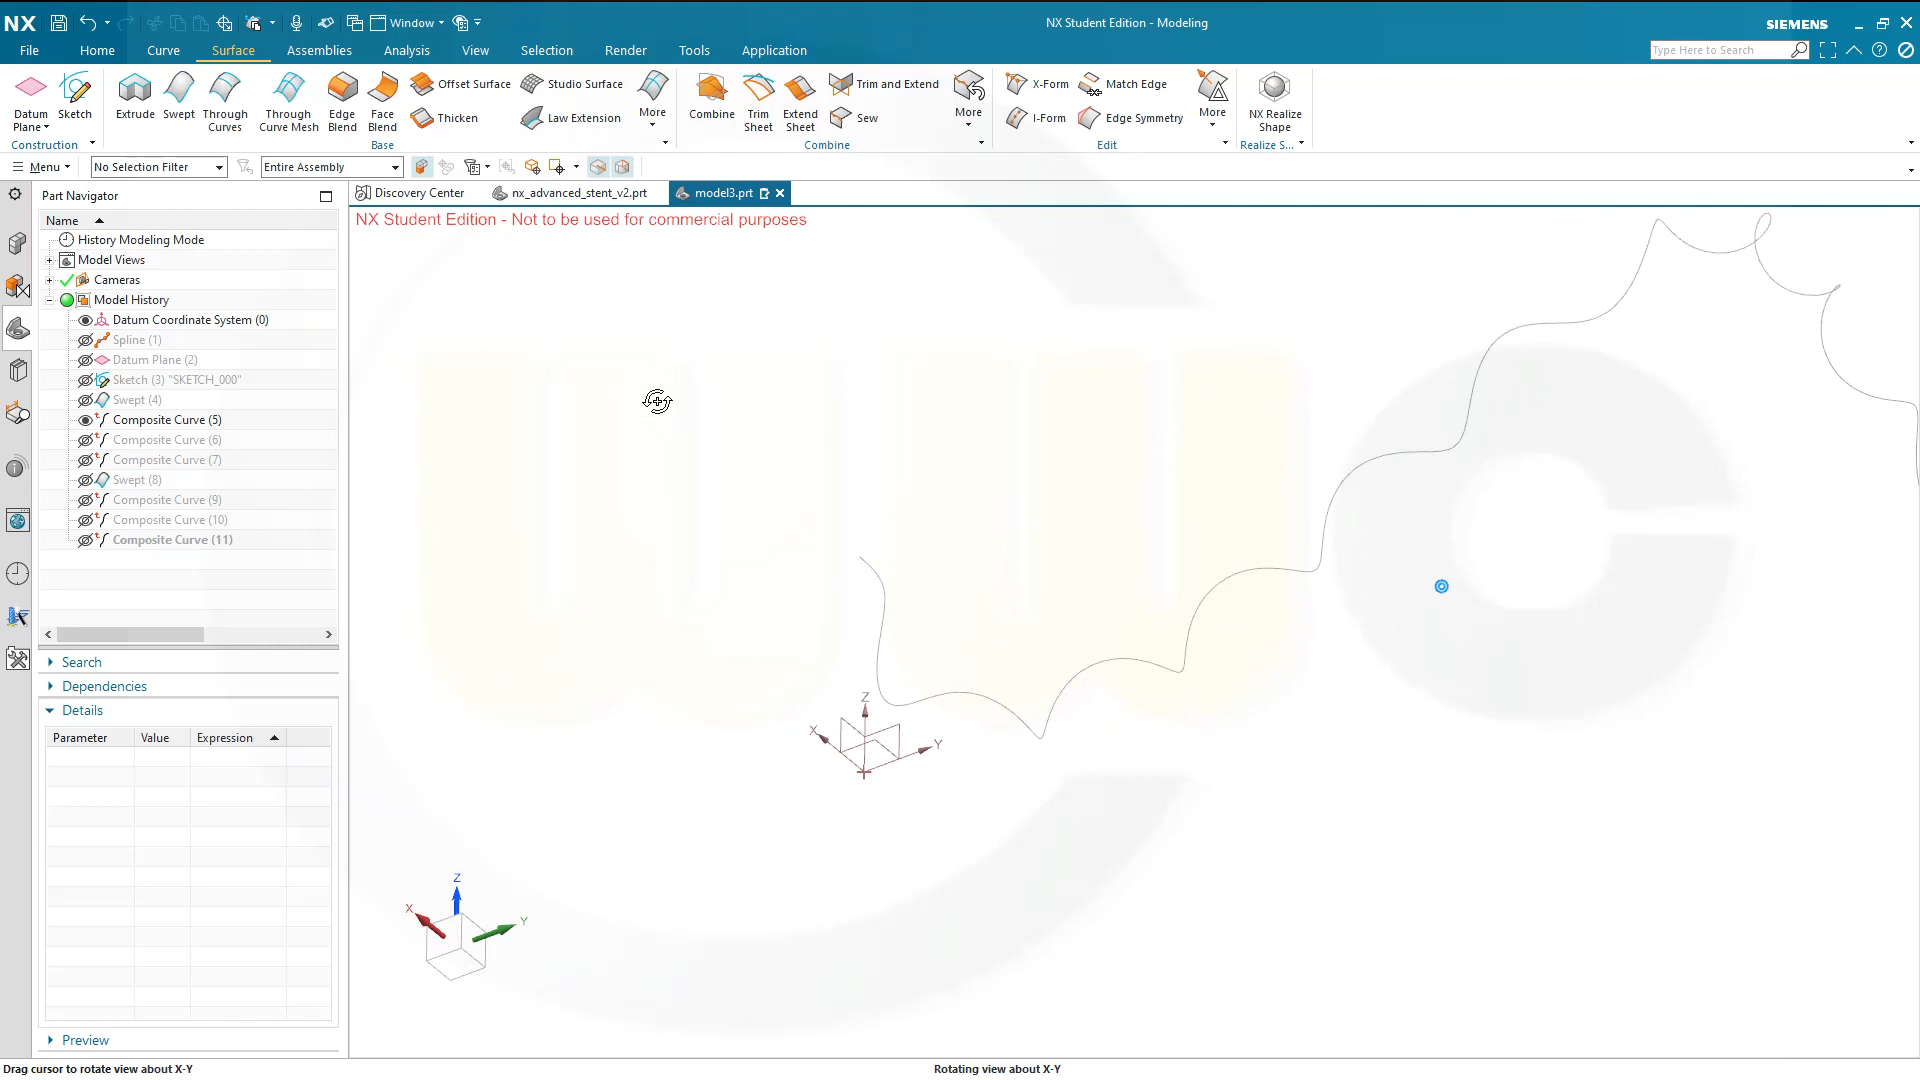 NX
Window
NX Student Edition - Modeling
SIEMENS
File
Home
Curve
Surface
Assemblies
Analysis
View
Selection
Render
Tools
Application
Type Here to Search
Datum
Plane
Sketch
Extrude
Swept
Through
Curves
Through
Curve Mesh
Edge
Blend
Face
Blend
Offset Surface
Thicken
Studio Surface
Law Extension
More
Combine
Trim
Sheet
Extend
Sheet
Trim and Extend
Sew
More
X-Form
I-Form
Match Edge
Edge Symmetry
More
NX Realize
Shape
Construction
Base
Combine
Edit
Realize S...
Menu
No Selection Filter
Entire Assembly
Part Navigator
Discovery Center
nx_advanced_stent_v2.prt
model3.prt
NX Student Edition - Not to be used for commercial purposes
Name
History Modeling Mode
Model Views
Cameras
Model History
Datum Coordinate System (0)
Spline (1)
Datum Plane (2)
Sketch (3) "SKETCH_000"
Swept (4)
Composite Curve (5)
Composite Curve (6)
Composite Curve (7)
Swept (8)
Composite Curve (9)
Composite Curve (10)
Composite Curve (11)
Search
Dependencies
Details
Parameter
Value
Expression
Preview
Z
X
Y
Z
X
Y
Drag cursor to rotate view about X-Y
Rotating view about X-Y